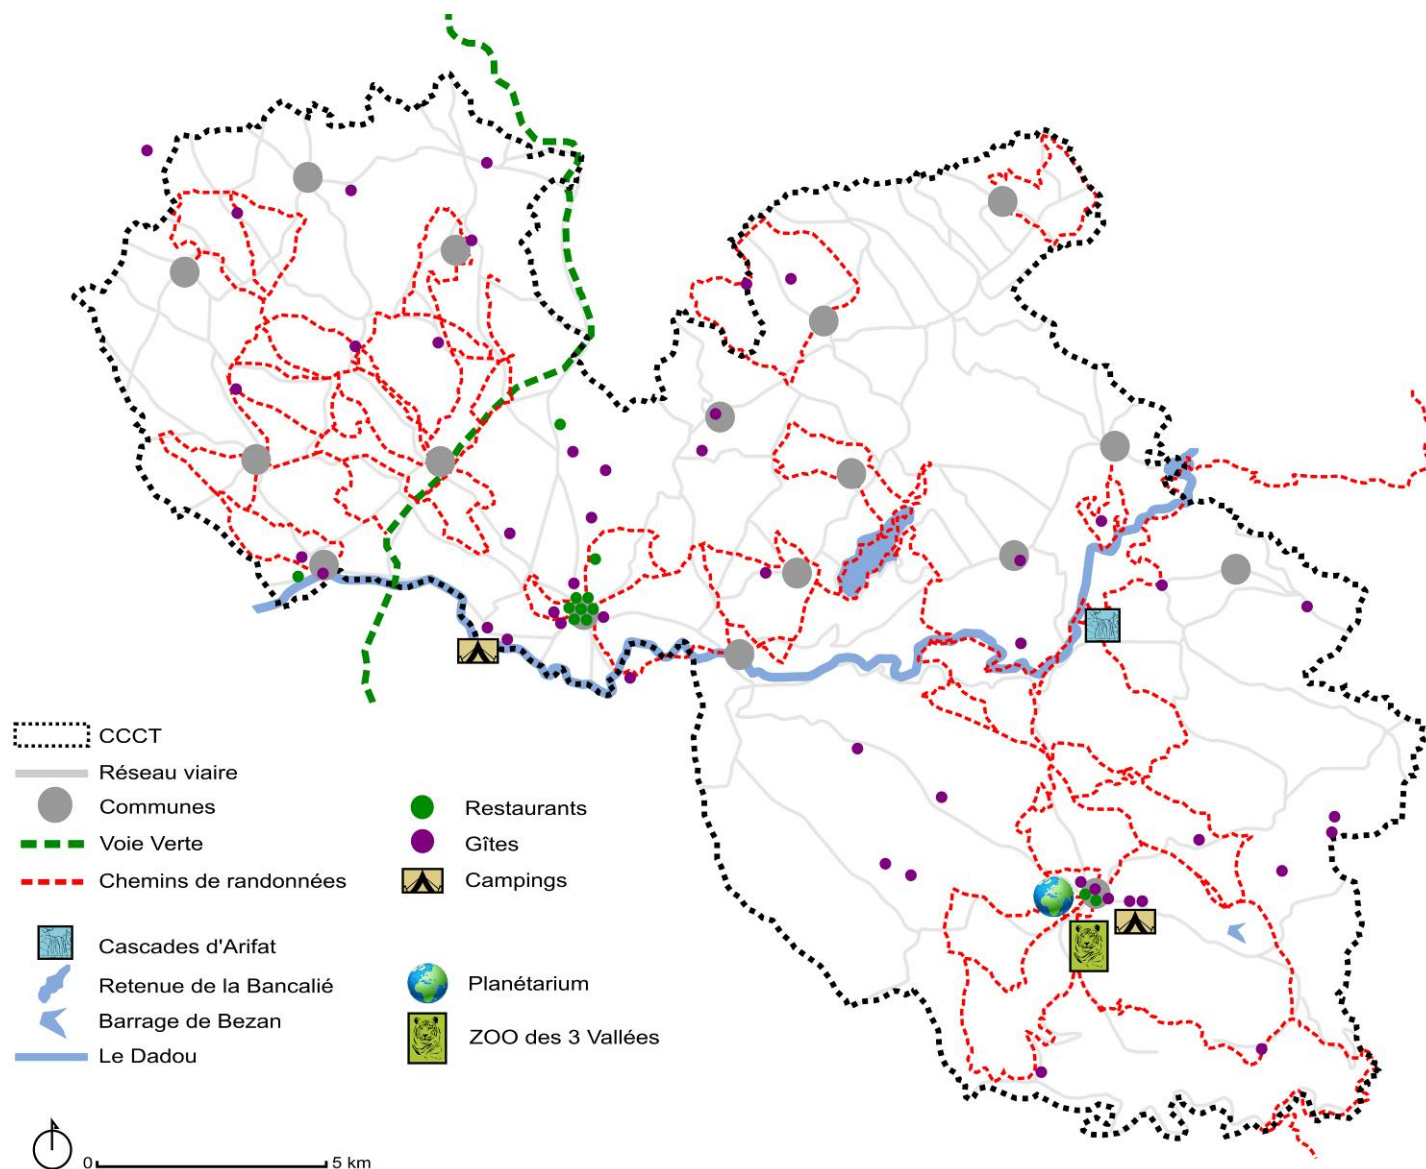 CCCT
Réseau viaire
Communes
Voie Verte
Chemins de randonnées
Cascades d'Arifat
Retenue de la Bancalié
Barrage de Bezan
Le Dadou
Restaurants
Gîtes
Campings
Planétarium
ZOO des 3 Vallées
0 5 km